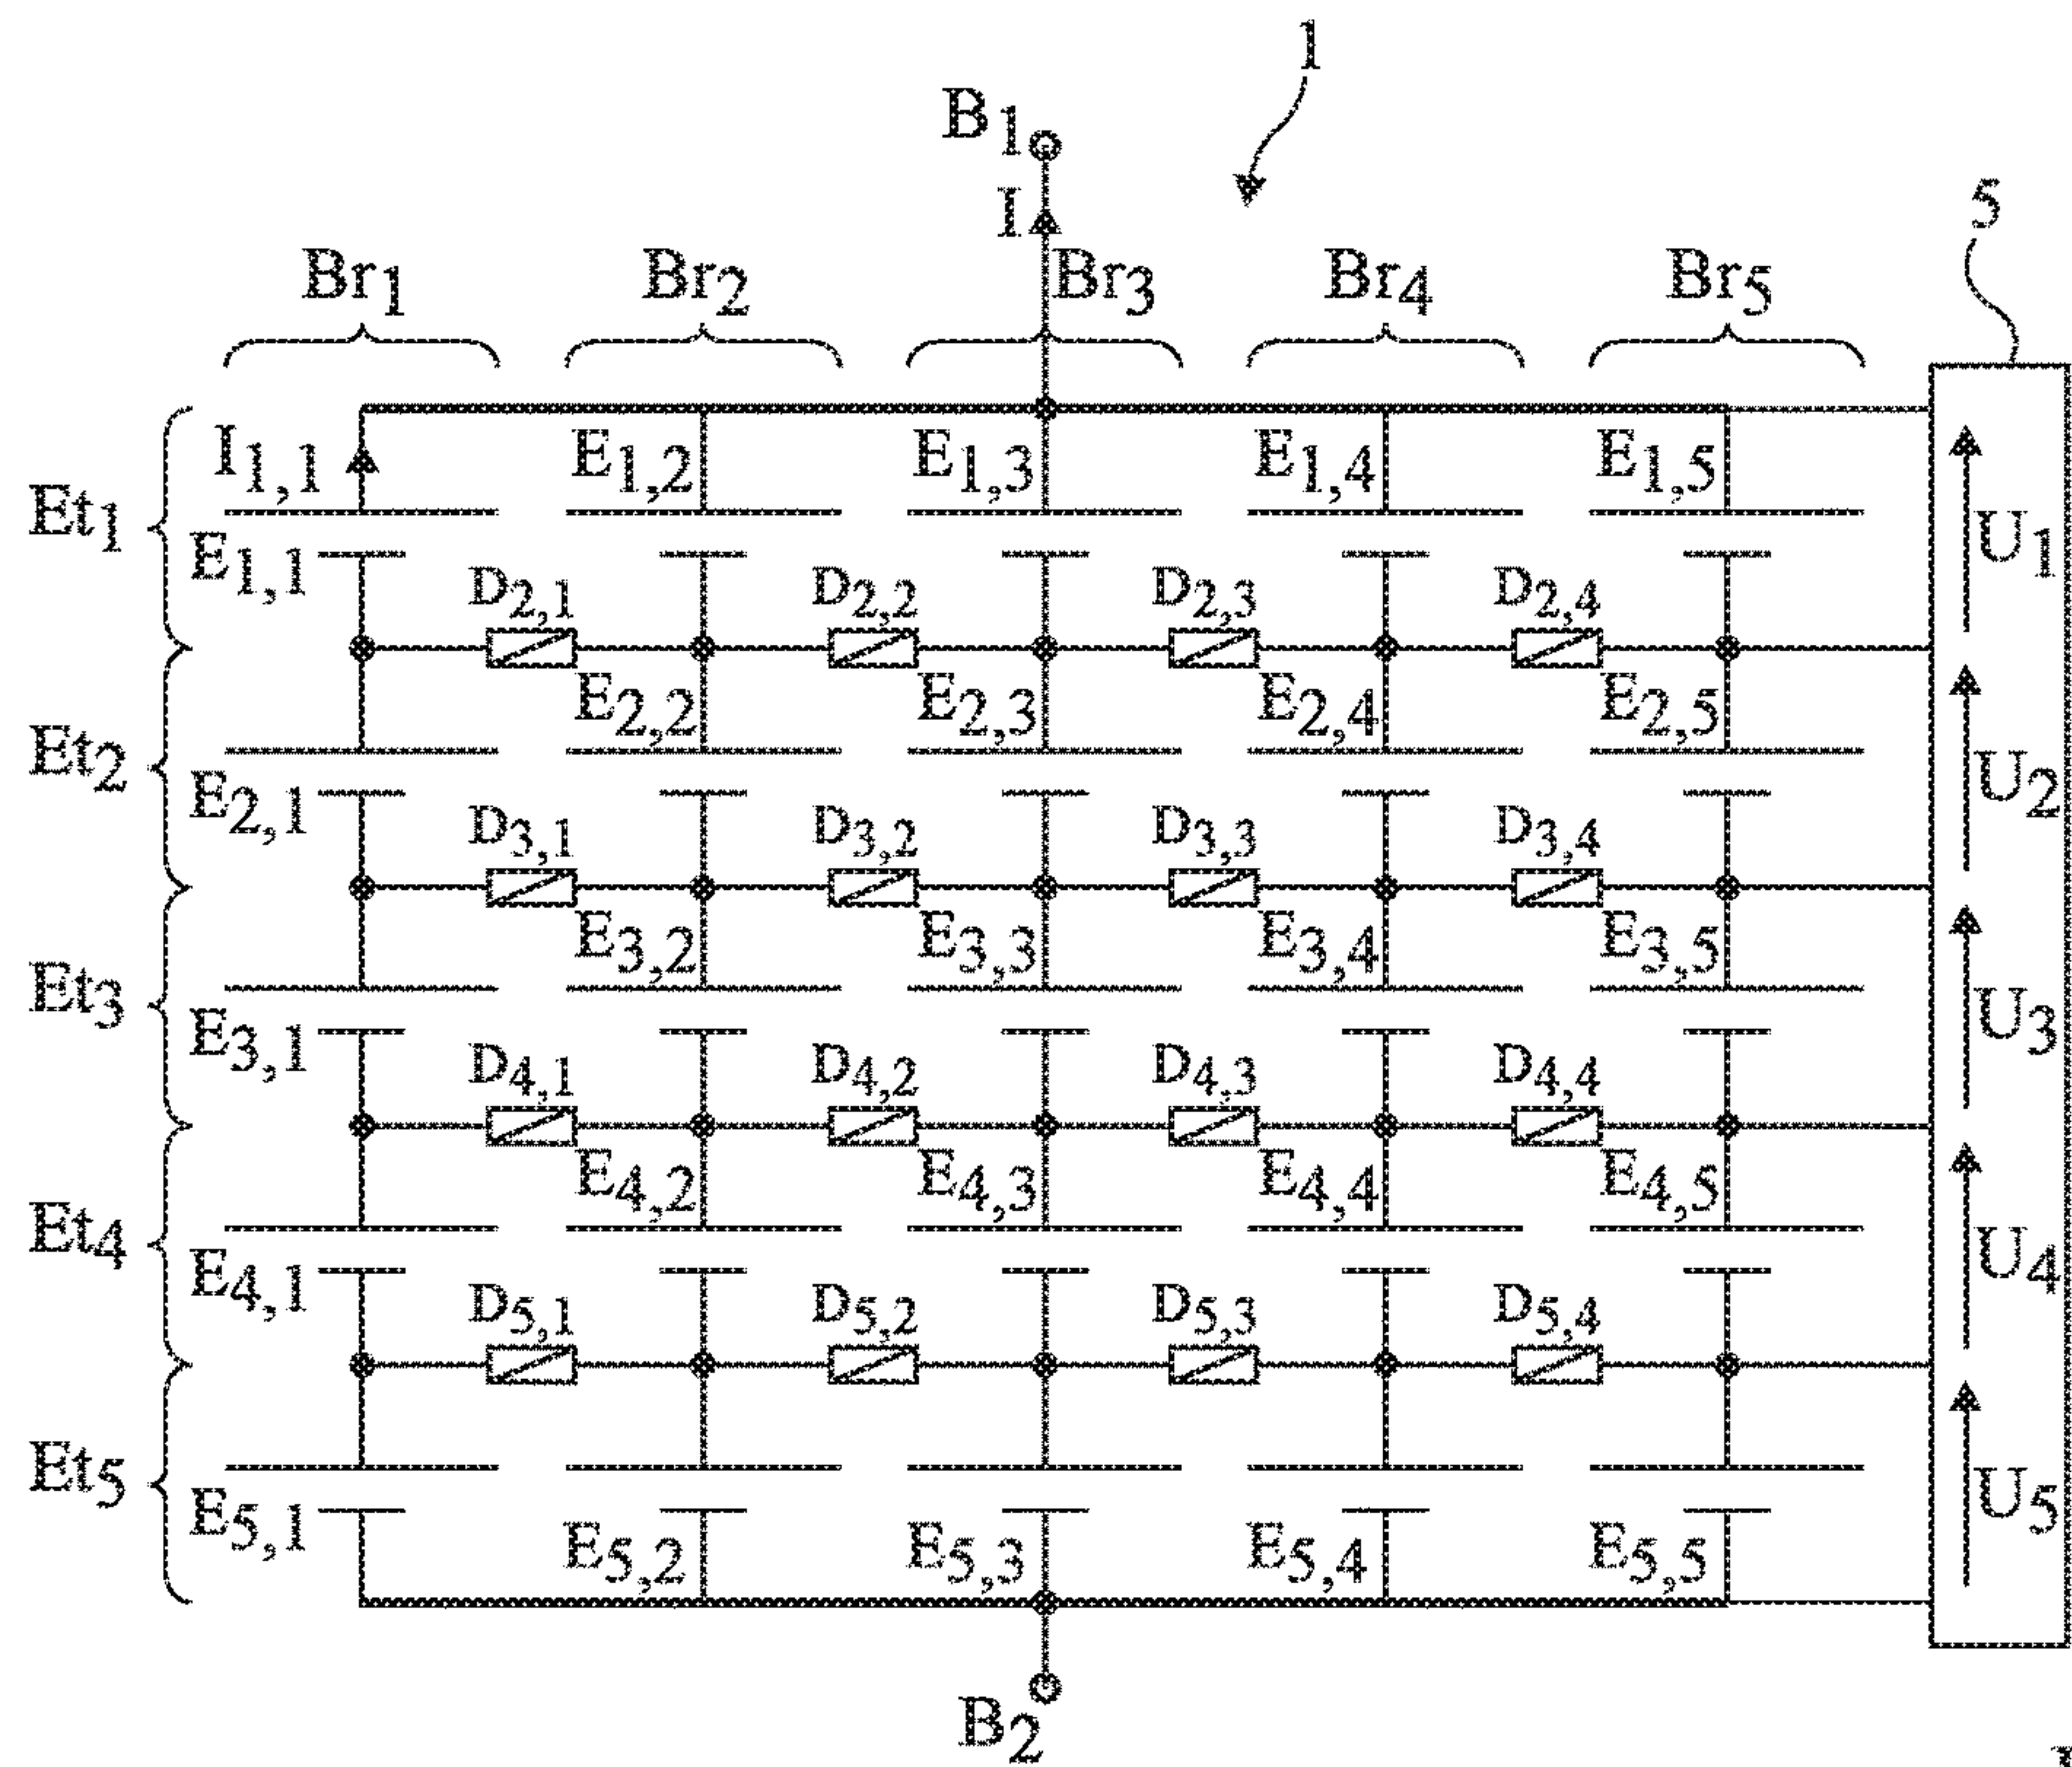 1
B1
I
5
Br1 Br2 Br3 Br4 Br5
I1,1 E1,2 E1,3 E1,4 E1,5
Et1 U1
E1,1
D2,1 D2,2 D2,3 D2,4
E2,2 E2,3 E2,4 E2,5
Et2 U2
E2,1
D3,1 D3,2 D3,3 D3,4
E3,2 E3,3 E3,4 E3,5
Et3 U3
E3,1
D4,1 D4,2 D4,3 D4,4
E4,2 E4,3 E4,4 E4,5
Et4 U4
E4,1
D5,1 D5,2 D5,3 D5,4
Et5 U5
E5,1
E5,2 E5,3 E5,4 E5,5
B2